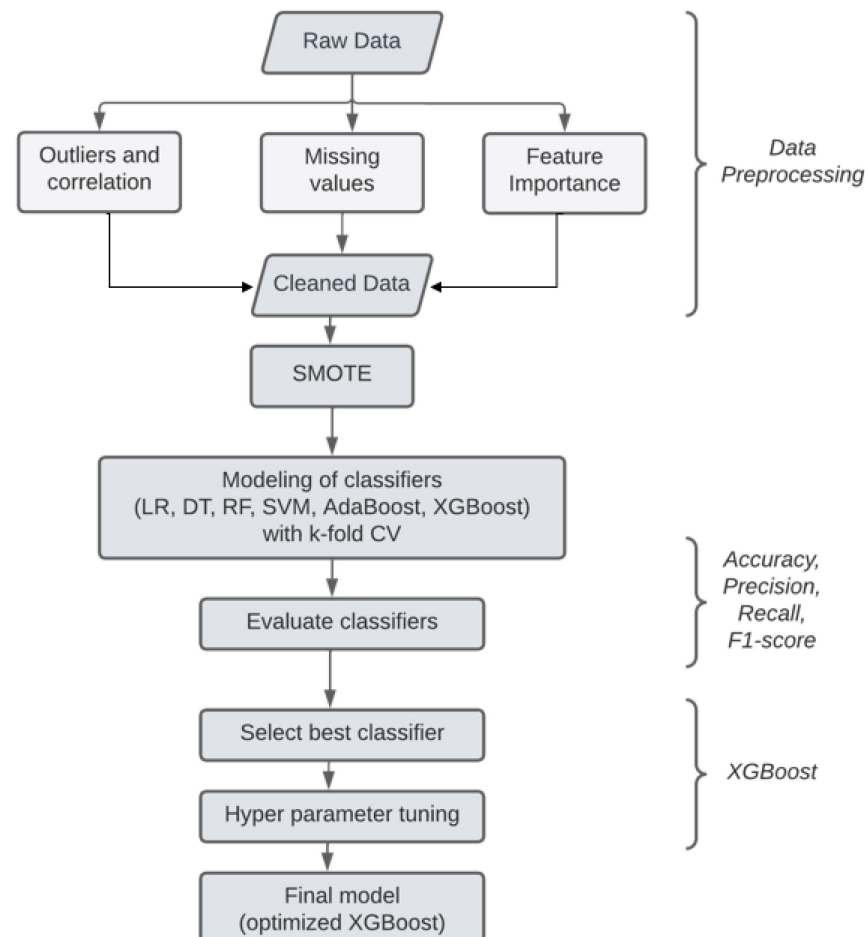 Raw Data
Outliers and
correlation
Missing
values
Feature
Importance
Data
Preprocessing
Cleaned Data
SMOTE
Modeling of classifiers
(LR, DT, RF, SVM, AdaBoost, XGBoost)
with k-fold CV
Accuracy,
Precision,
Recall,
F1-score
Evaluate classifiers
Select best classifier
XGBoost
Hyper parameter tuning
Final model
(optimized XGBoost)